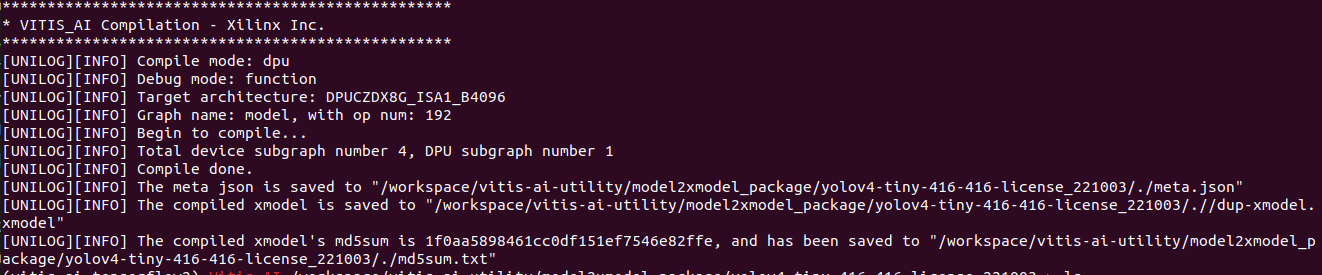 **************************************************
* VITIS_AI Compilation - Xilinx Inc.
**************************************************
[UNILOG][INFO] Compile mode: dpu
[UNILOG][INFO] Debug mode: function
[UNILOG][INFO] Target architecture: DPUCZDX8G_ISA1_B4096
[UNILOG][INFO] Graph name: model, with op num: 192
[UNILOG][INFO] Begin to compile...
[UNILOG][INFO] Total device subgraph number 4, DPU subgraph number 1
[UNILOG][INFO] Compile done.
[UNILOG][INFO] The meta json is saved to "/workspace/vitis-ai-utility/model2xmodel_package/yolov4-tiny-416-416-license_221003/./meta.json"
[UNILOG][INFO] The compiled xmodel is saved to "/workspace/vitis-ai-utility/model2xmodel_package/yolov4-tiny-416-416-license_221003/.//dup-xmodel.
xmodel"
[UNILOG][INFO] The compiled xmodel's md5sum is 1f0aa5898461cc0df151ef7546e82ffe, and has been saved to "/workspace/vitis-ai-utility/model2xmodel_p
ackage/yolov4-tiny-416-416-license_221003/./md5sum.txt"